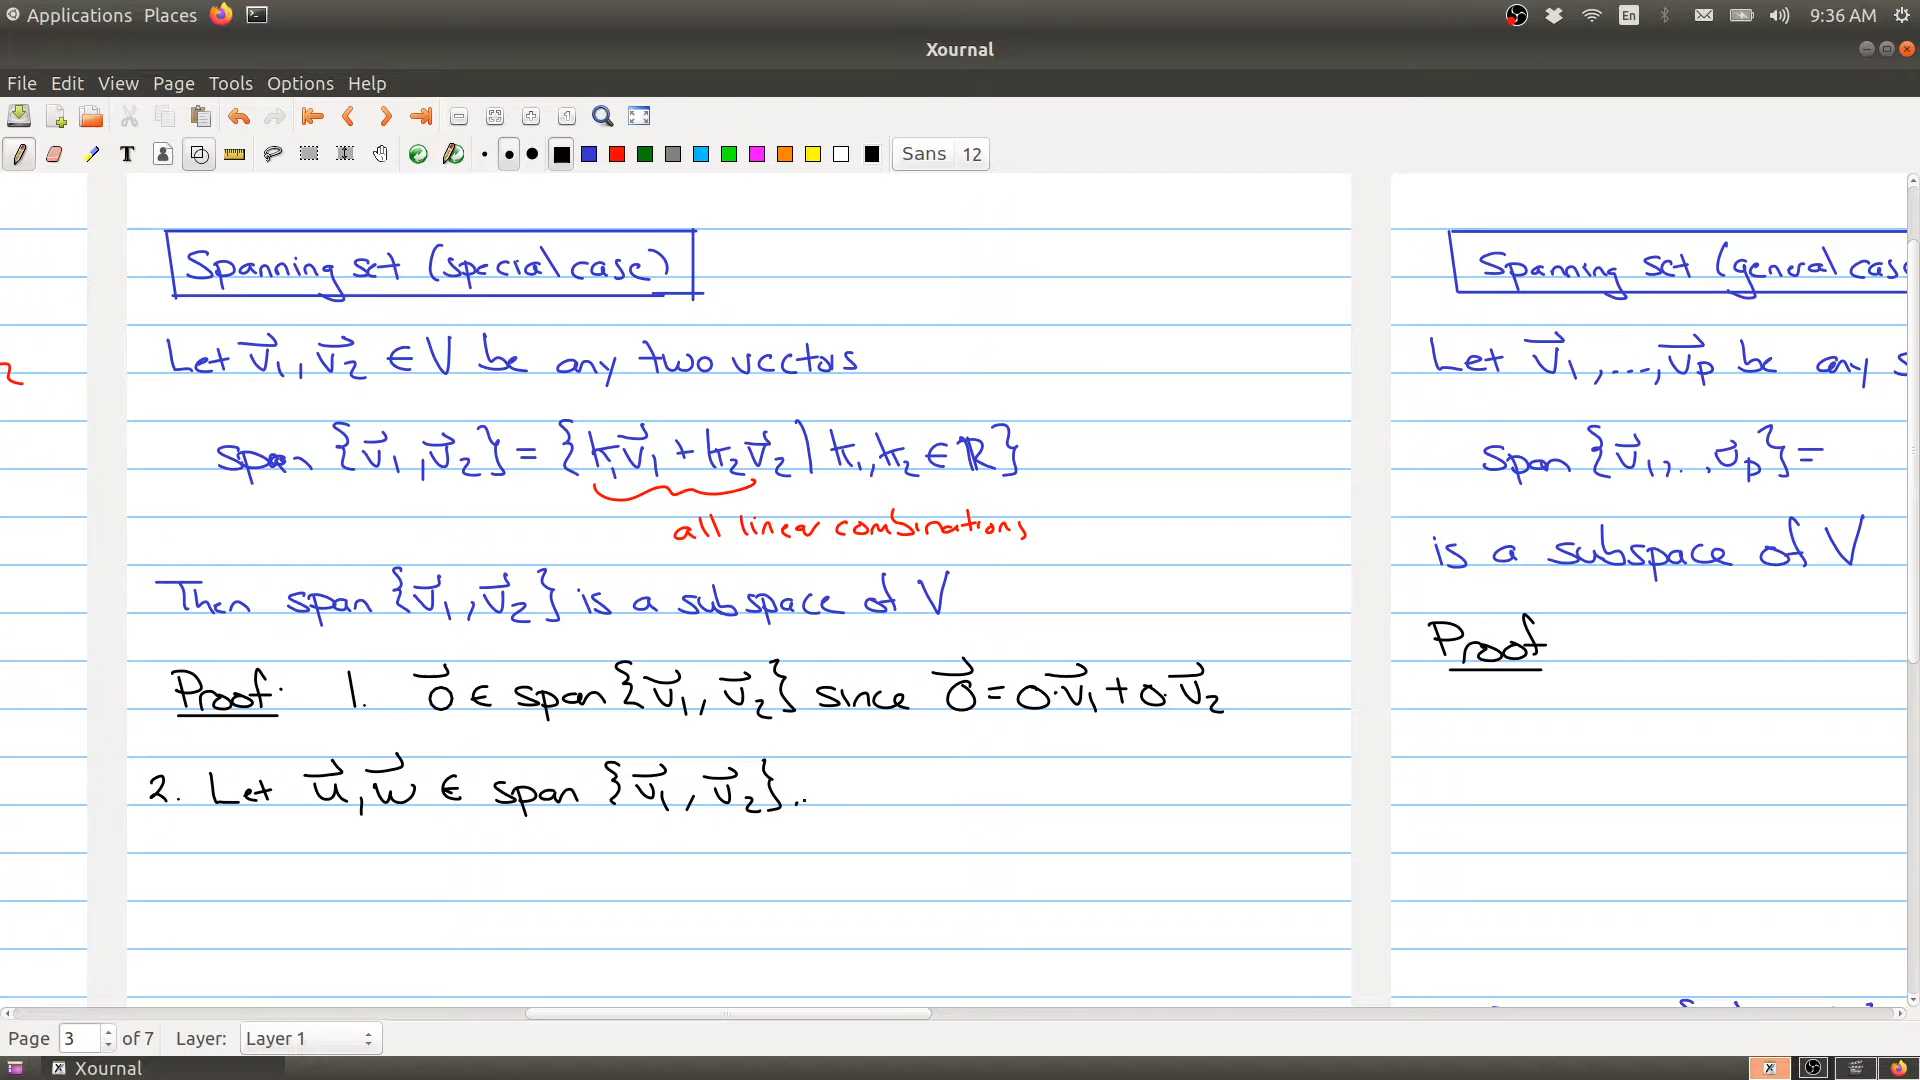 Applications Places En 9:36 AM
Xournal
File Edit View Page Tools Options Help
Sans 12
Spanning set (special case)
Let v⃗₁, v⃗₂ ∈ V be any two vectors
span {v⃗₁, v⃗₂} = {k₁v⃗₁ + k₂v⃗₂ | k₁, k₂ ∈ ℝ}
all linear combinations
Then span {v⃗₁, v⃗₂} is a subspace of V
Proof: 1. 0⃗ ∈ span {v⃗₁, v⃗₂} since 0⃗ = 0·v⃗₁ + 0·v⃗₂
2. Let u⃗, w⃗ ∈ span {v⃗₁, v⃗₂}..
2
Spanning set (general cas
Let v⃗₁, ..., v⃗p be any s
span {v⃗₁, .., v⃗p} =
is a subspace of V
Proof
Page 3 of 7 Layer: Layer 1
Xournal